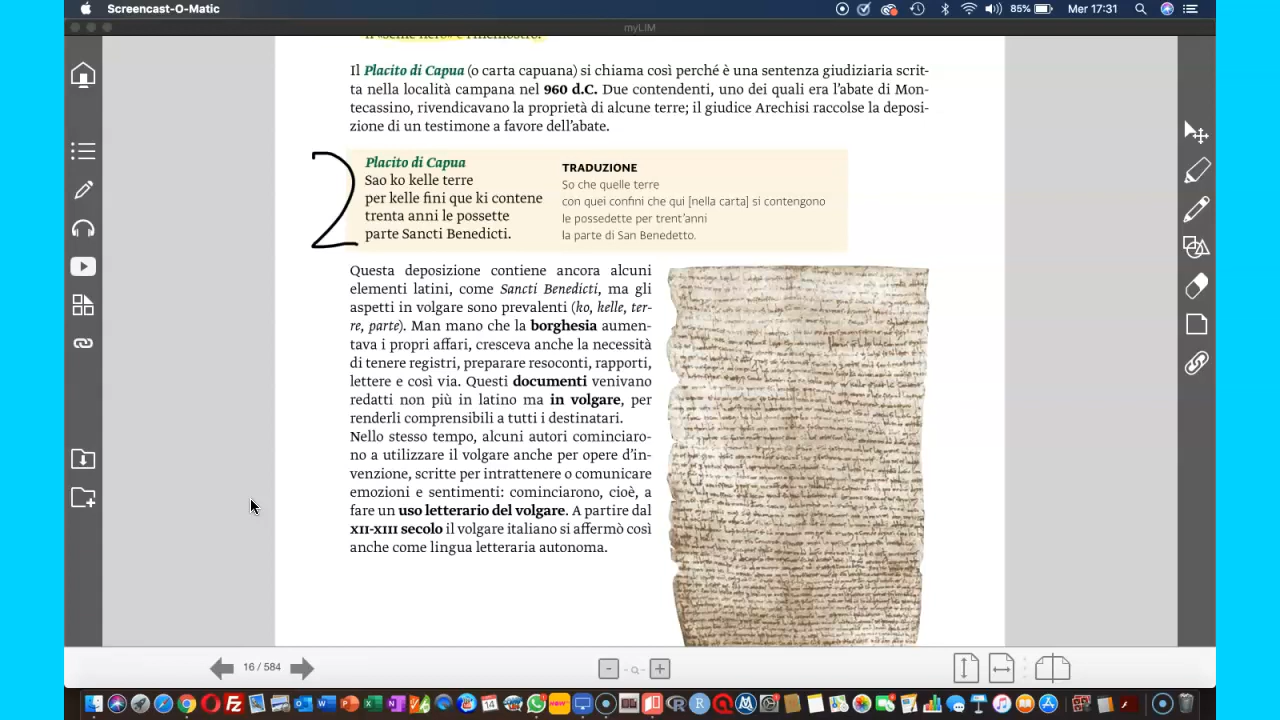 Screencast-O-Matic
85%
Mer 17:31
myLIM
il «seme nero» è l'inchiostro.
Il Placito di Capua (o carta capuana) si chiama così perché è una sentenza giudiziaria scrit-
ta nella località campana nel 960 d.C. Due contendenti, uno dei quali era l'abate di Mon-
tecassino, rivendicavano la proprietà di alcune terre; il giudice Arechisi raccolse la deposi-
zione di un testimone a favore dell'abate.
2
Placito di Capua
Sao ko kelle terre
per kelle fini que ki contene
trenta anni le possette
parte Sancti Benedicti.
TRADUZIONE
So che quelle terre
con quei confini che qui [nella carta] si contengono
le possedette per trent'anni
la parte di San Benedetto.
Questa deposizione contiene ancora alcuni
elementi latini, come Sancti Benedicti, ma gli
aspetti in volgare sono prevalenti (ko, kelle, ter-
re, parte). Man mano che la borghesia aumen-
tava i propri affari, cresceva anche la necessità
di tenere registri, preparare resoconti, rapporti,
lettere e così via. Questi documenti venivano
redatti non più in latino ma in volgare, per
renderli comprensibili a tutti i destinatari.
Nello stesso tempo, alcuni autori cominciaro-
no a utilizzare il volgare anche per opere d'in-
venzione, scritte per intrattenere o comunicare
emozioni e sentimenti: cominciarono, cioè, a
fare un uso letterario del volgare. A partire dal
XII-XIII secolo il volgare italiano si affermò così
anche come lingua letteraria autonoma.
16 / 584